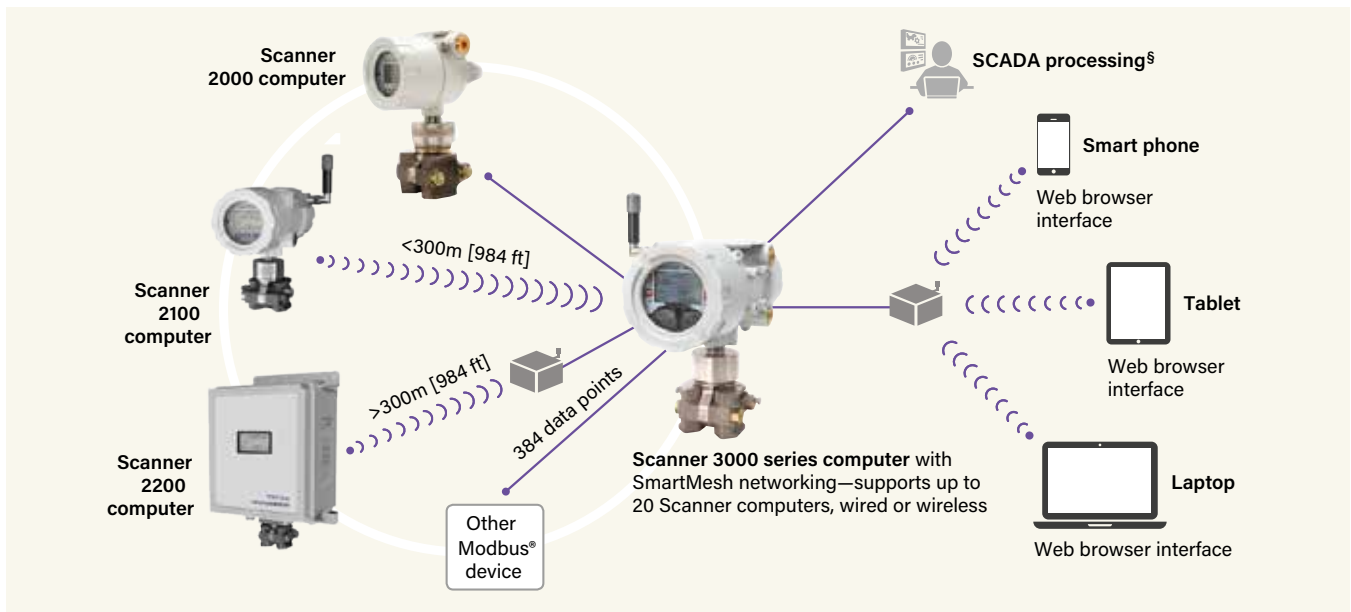 Scanner
2000 computer
SCADA processing§
Smart phone
Web browser
interface
<300m [984 ft]
Scanner
2100
computer
Tablet
Web browser
interface
>300m [984 ft]
384 data points
Scanner
2200
computer
Scanner 3000 series computer with
SmartMesh networking—supports up to
20 Scanner computers, wired or wireless
Laptop
Web browser interface
Other
Modbus®
device